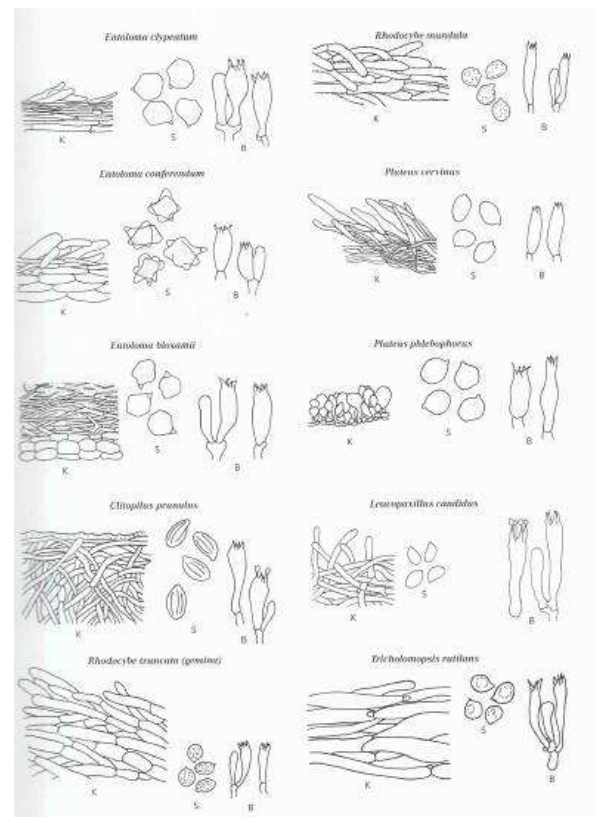 Entoloma clypeatum
K
S
B
Entoloma conferendum
K
S
B
Entoloma bloxamii
K
S
B
Clitopilus prunulus
K
S
B
Rhodocybe truncata (gemina)
K
S
B
Rhodocybe mundula
K
S
B
Pluteus cervinus
K
S
B
Pluteus phlebophorus
K
S
B
Leucopaxillus candidus
K
S
B
Tricholomopsis rutilans
K
S
B